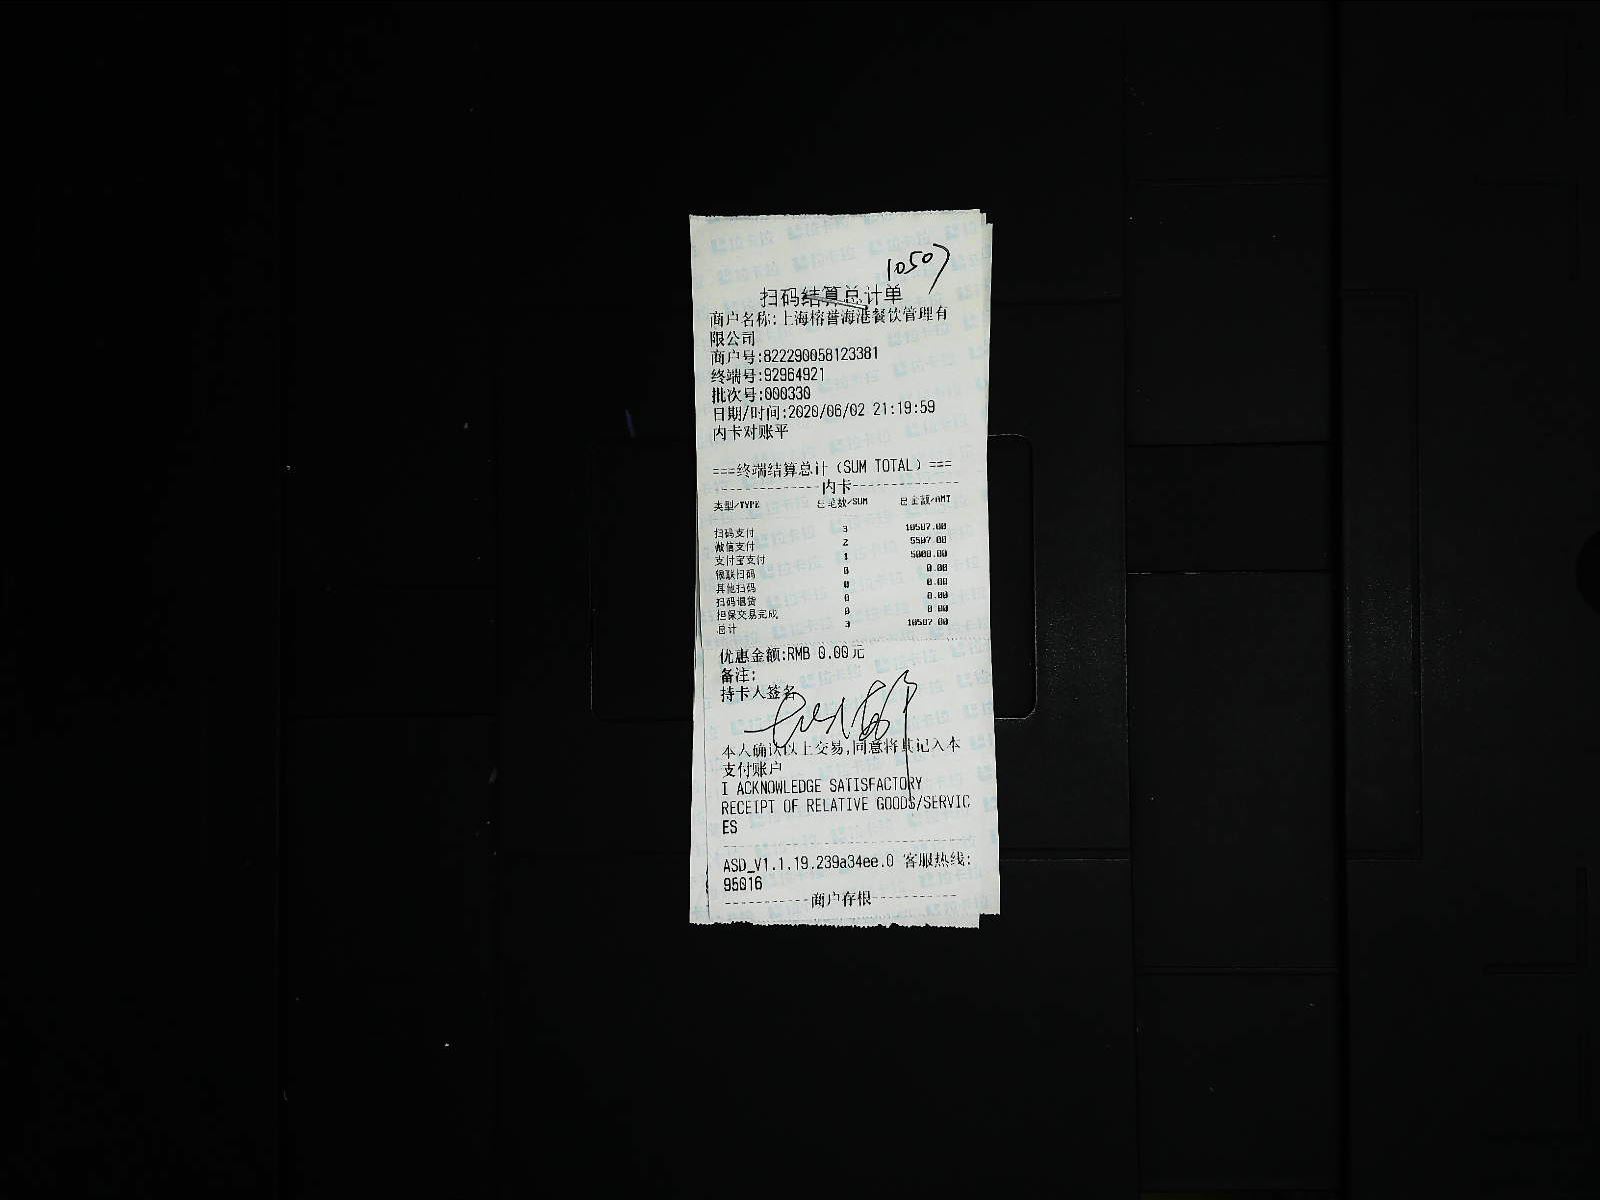 10507
扫码结算总计单
商户名称:上海榕誉海港餐饮管理有
限公司
商户号:822290058123381
终端号:92964921
批次号:000330
日期/时间:2020/06/02 21:19:59
内卡对账平
===终端结算总计(SUM TOTAL)===
内卡
类型/TYPE 总笔数/SUM 总金额/AMT
扫码支付 3 10507.00
微信支付 2 5507.00
支付宝支付 1 5000.00
银联扫码 0 0.00
其他扫码 0 0.00
扫码退货 0 0.00
担保交易完成 0 0.00
总计 3 10507.00
优惠金额:RMB 0.00元
备注:
持卡人签名
本人确认以上交易,同意将其记入本
支付账户
I ACKNOWLEDGE SATISFACTORY
RECEIPT OF RELATIVE GOODS/SERVIC
ES
ASD_V1.1.19.239a34ee.0 客服热线:
95016
商户存根